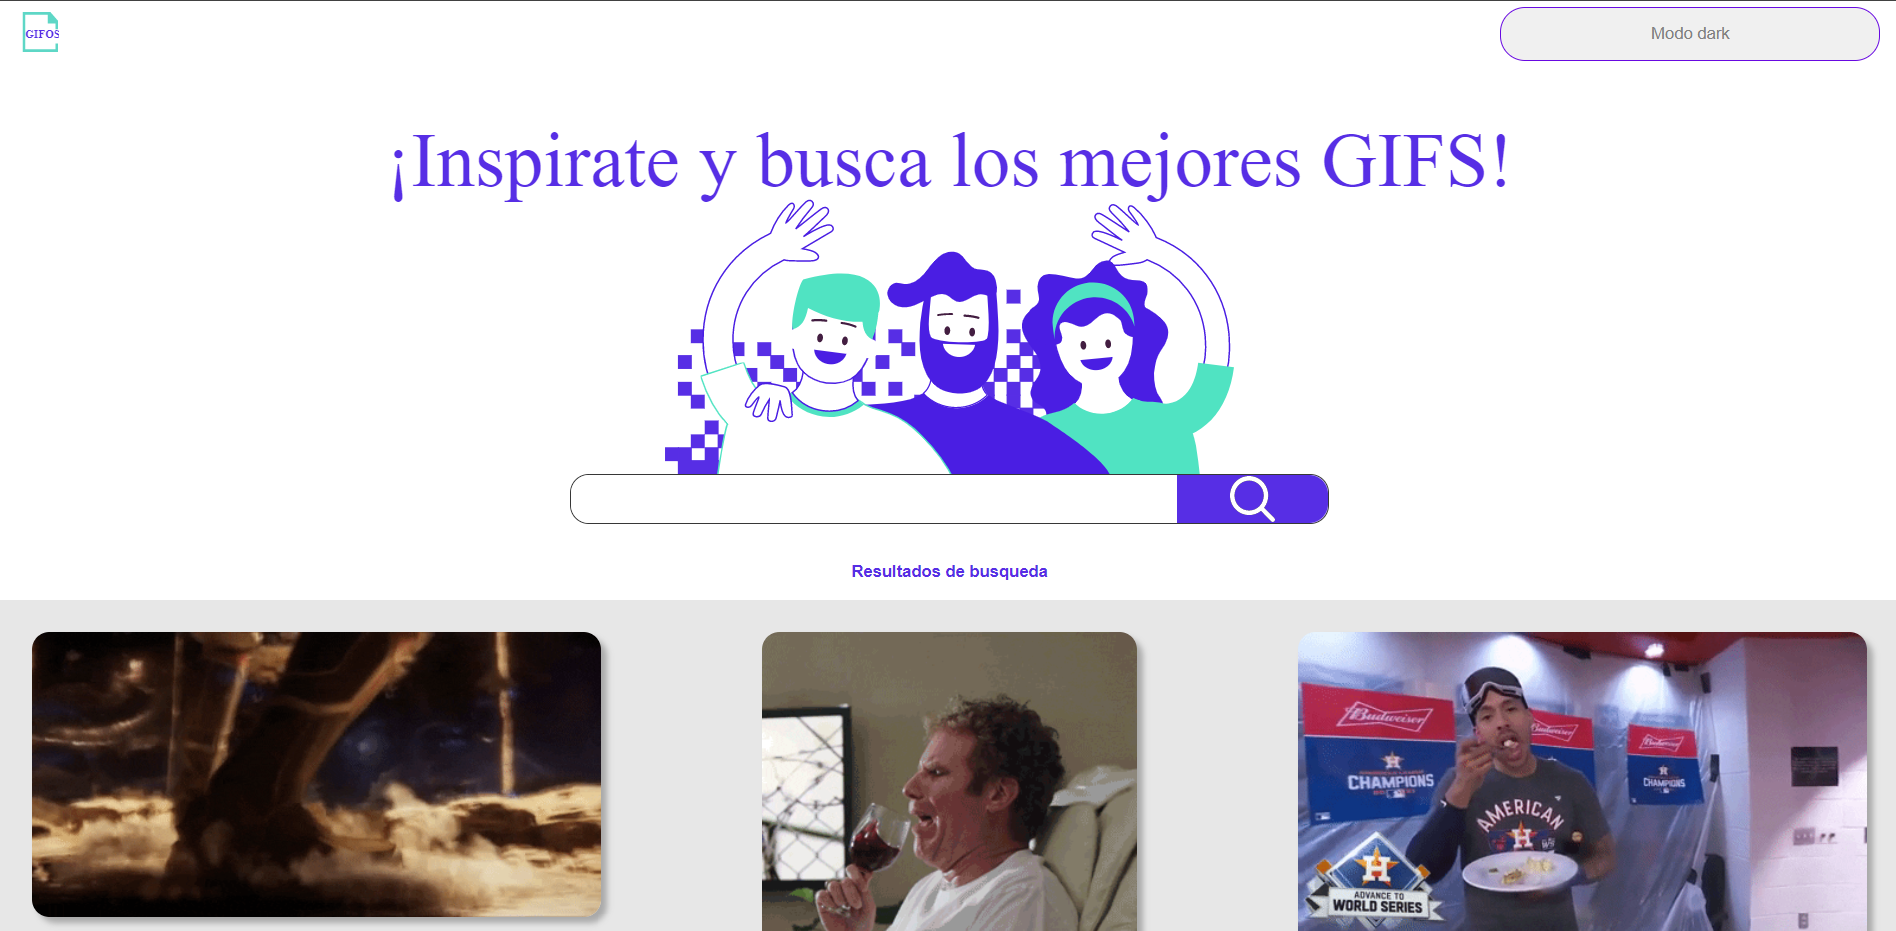 GIFOS
Modo dark
¡Inspirate y busca los mejores GIFS!
Resultados de busqueda
Budweiser
Budweiser
Budweiser
CHAMPIONS
CHAMPIONS
AMERICAN
ADVANCE TO
WORLD SERIES